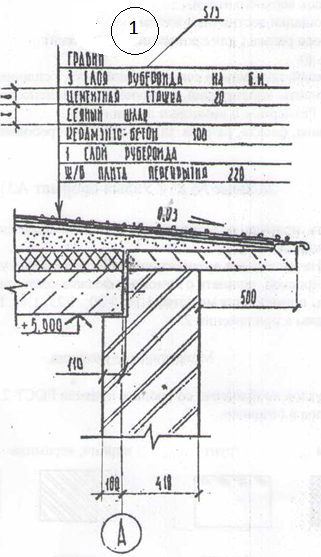 1
5/3
ГРАВИЙ
3 СЛОЯ РУБЕРОИДА НА Б.М.
ЦЕМЕНТНАЯ СТЯЖКА 20
СЕЯНЫЙ ШЛАК
КЕРАМЗИТО-БЕТОН 100
1 СЛОЙ РУБЕРОИДА
Ж/Б ПЛИТА ПЕРЕКРЫТИЯ 220
0,03
+5,000
500
110
100
410
А